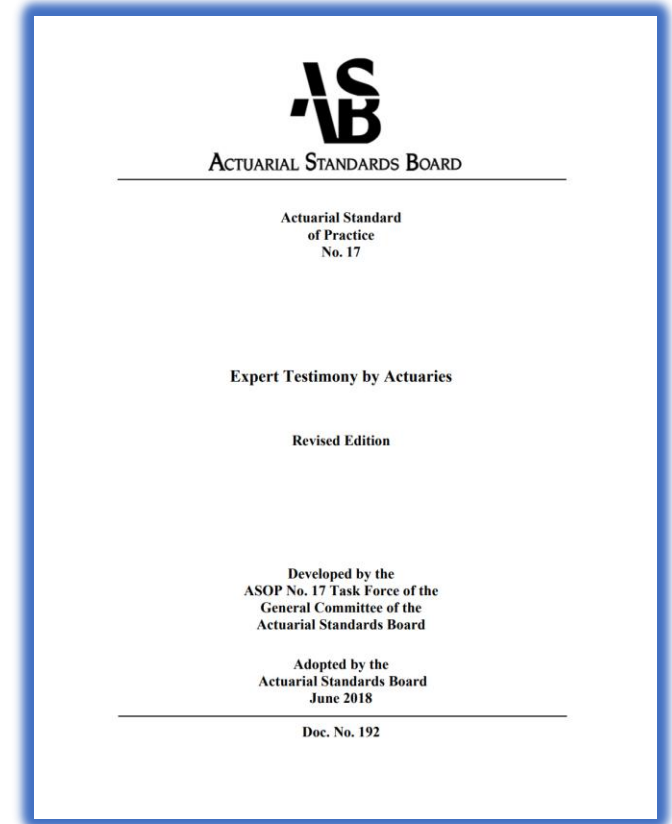 ASB
ACTUARIAL STANDARDS BOARD
Actuarial Standard
of Practice
No. 17
Expert Testimony by Actuaries
Revised Edition
Developed by the
ASOP No. 17 Task Force of the
General Committee of the
Actuarial Standards Board
Adopted by the
Actuarial Standards Board
June 2018
Doc. No. 192